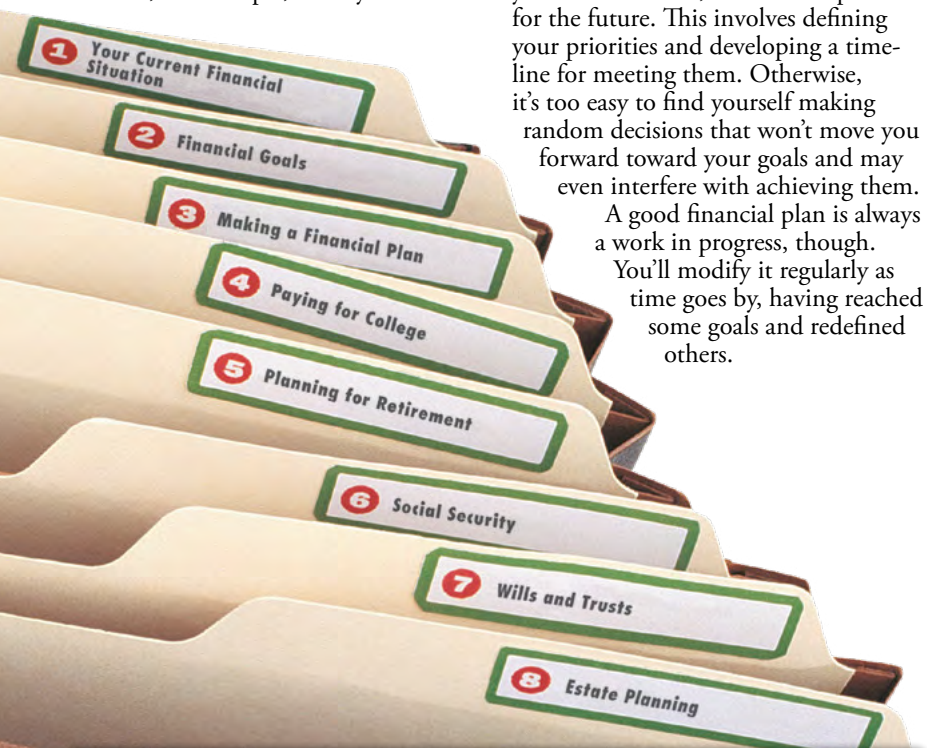 for the future. This involves defining
your priorities and developing a time-
line for meeting them. Otherwise,
it's too easy to find yourself making
random decisions that won't move you
forward toward your goals and may
even interfere with achieving them.
A good financial plan is always
a work in progress, though.
You'll modify it regularly as
time goes by, having reached
some goals and redefined
others.
1 Your Current Financial
Situation
2 Financial Goals
3 Making a Financial Plan
4 Paying for College
5 Planning for Retirement
6 Social Security
7 Wills and Trusts
8 Estate Planning